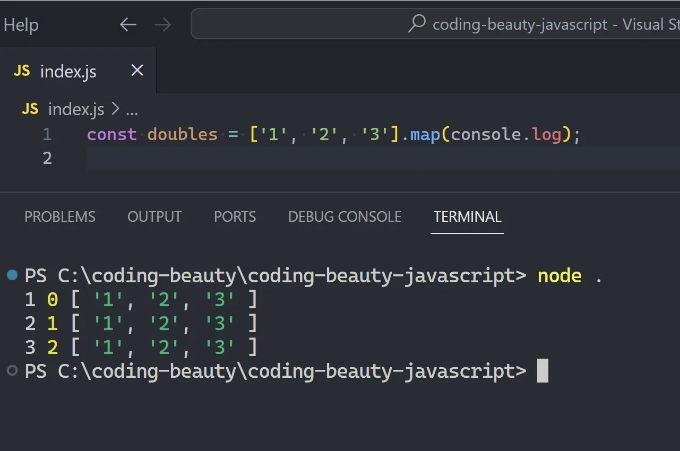 Help coding-beauty-javascript - Visual St
JS index.js
JS index.js > ...
1 const doubles = ['1', '2', '3'].map(console.log);
2
PROBLEMS OUTPUT PORTS DEBUG CONSOLE TERMINAL
PS C:\coding-beauty\coding-beauty-javascript> node .
1 0 [ '1', '2', '3' ]
2 1 [ '1', '2', '3' ]
3 2 [ '1', '2', '3' ]
PS C:\coding-beauty\coding-beauty-javascript>